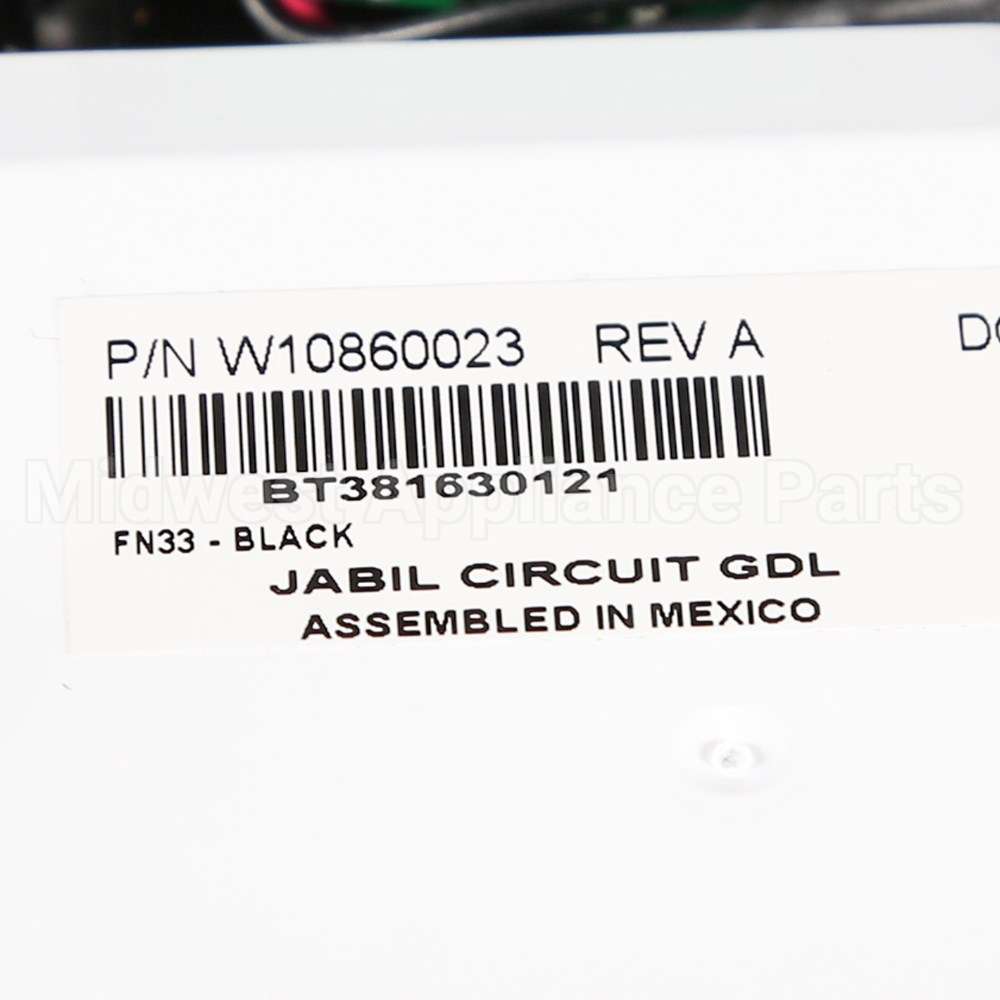 P/N W10860023 REV A
BT381630121
FN33 - BLACK
JABIL CIRCUIT GDL
ASSEMBLED IN MEXICO
Midwest Appliance Parts